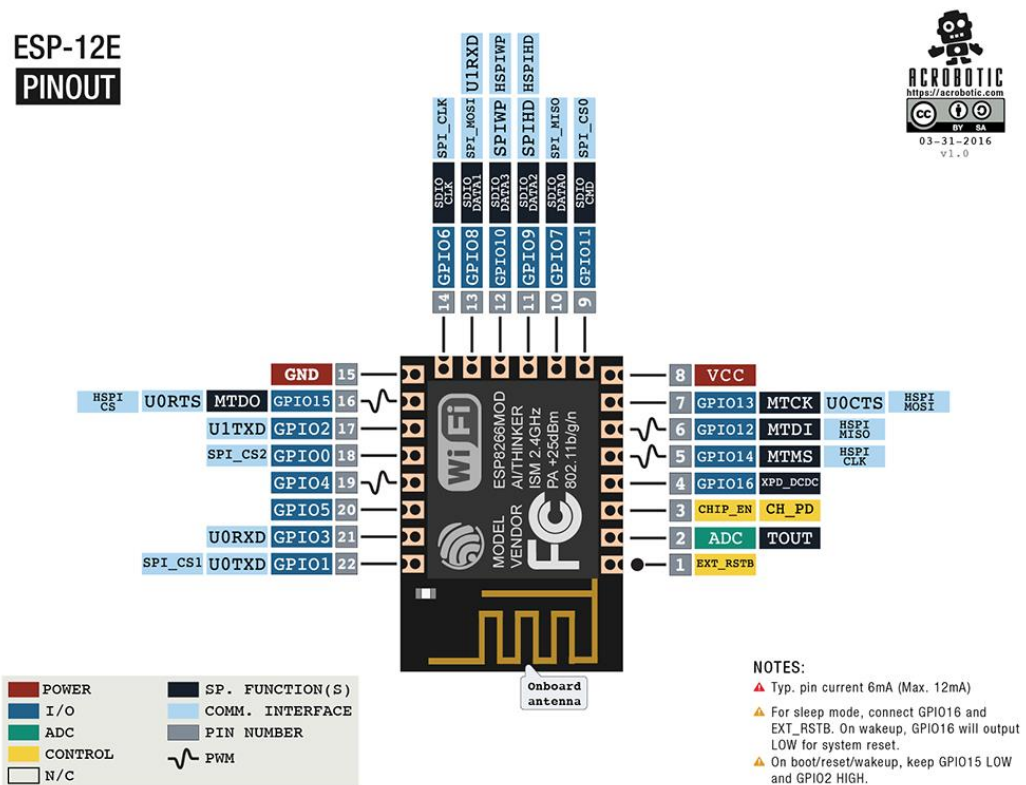 ESP-12E
PINOUT
ACROBOTIC
https://acrobotic.com
CC BY SA
03-31-2016
v1.0
SPI_CLK SDIO CLK GPIO6 14
U1RXD SPI_MOSI SDIO DATA1 GPIO8 13
HSPIWP SPIWP SDIO DATA3 GPIO10 12
HSPIHD SPIHD SDIO DATA2 GPIO9 11
SPI_MISO SDIO DATA0 GPIO7 10
SPI_CS0 SDIO CMD GPIO11 9
GND 15
HSPI CS U0RTS MTDO GPIO15 16
U1TXD GPIO2 17
SPI_CS2 GPIO0 18
GPIO4 19
GPIO5 20
U0RXD GPIO3 21
SPI_CS1 U0TXD GPIO1 22
8 VCC
7 GPIO13 MTCK U0CTS HSPI MOSI
6 GPIO12 MTDI HSPI MISO
5 GPIO14 MTMS HSPI CLK
4 GPIO16 XPD_DCDC
3 CHIP_EN CH_PD
2 ADC TOUT
1 EXT_RSTB
WiFi
FC
MODEL ESP8266MOD
VENDOR AI/THINKER
ISM 2.4GHz
PA +25dBm
802.11b/g/n
Onboard
antenna
POWER
I/O
ADC
CONTROL
N/C
SP. FUNCTION(S)
COMM. INTERFACE
PIN NUMBER
PWM
NOTES:
Typ. pin current 6mA (Max. 12mA)
For sleep mode, connect GPIO16 and
EXT_RSTB. On wakeup, GPIO16 will output
LOW for system reset.
On boot/reset/wakeup, keep GPIO15 LOW
and GPIO2 HIGH.